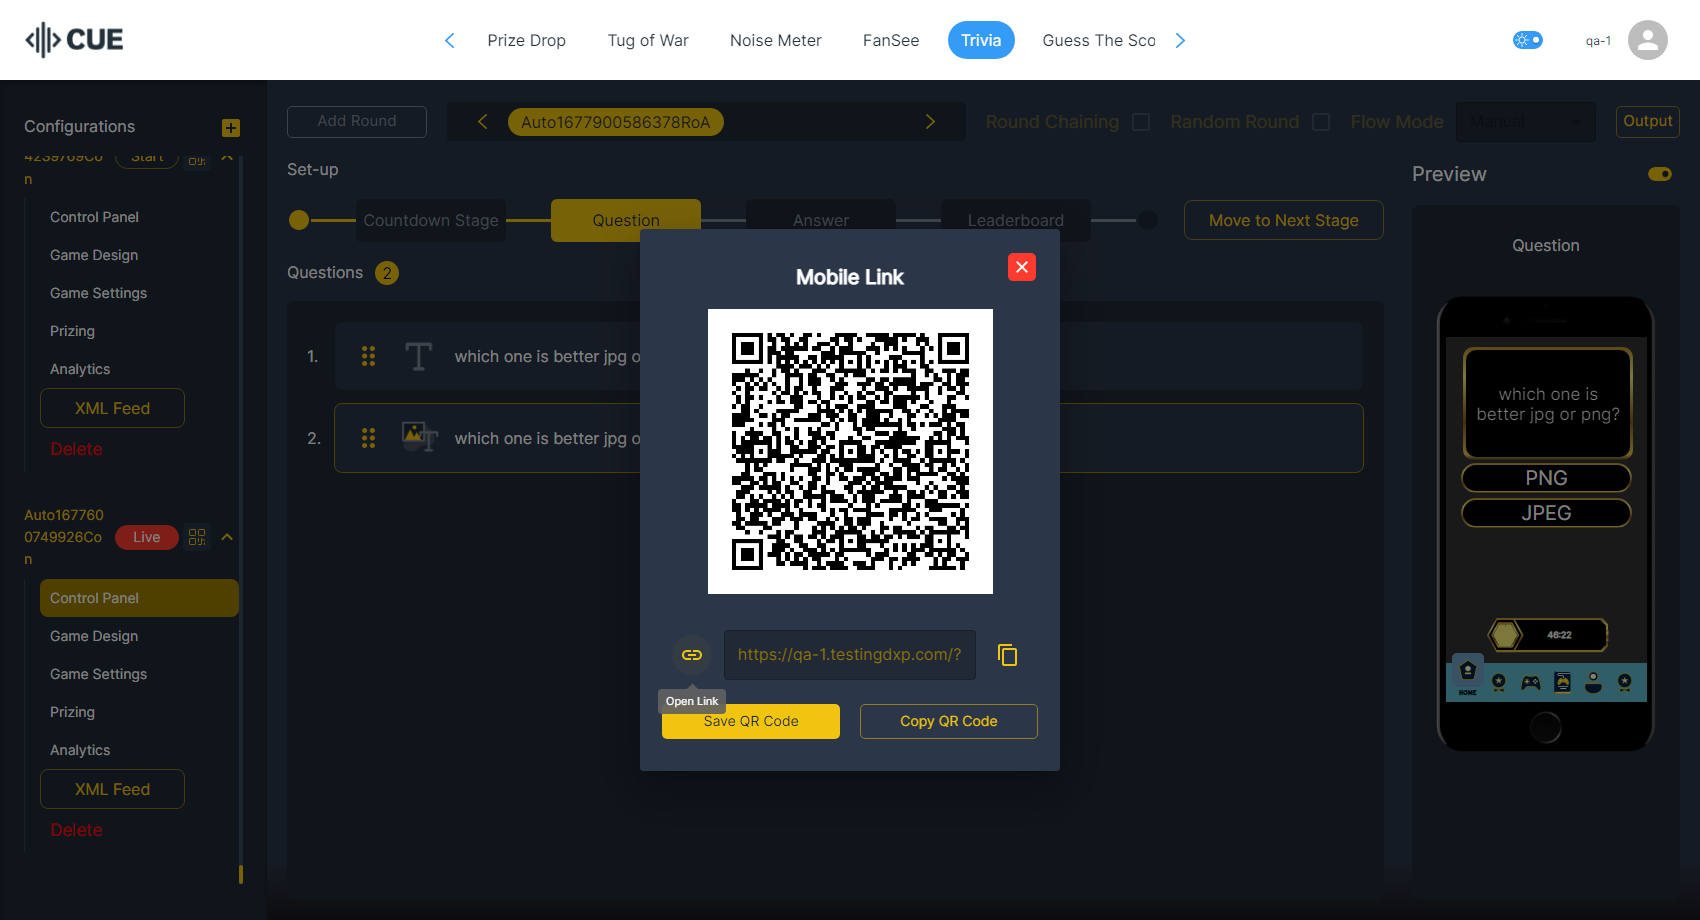 CUE
Prize Drop
Tug of War
Noise Meter
FanSee
Trivia
Guess The Sco
qa-1
Configurations
4239769Co
n
Start
Control Panel
Game Design
Game Settings
Prizing
Analytics
XML Feed
Delete
Auto167760
0749926Co
n
Live
Control Panel
Game Design
Game Settings
Prizing
Analytics
XML Feed
Delete
Add Round
Auto1677900586378RoA
Round Chaining
Random Round
Flow Mode
Manual
Output
Set-up
Countdown Stage
Question
Answer
Leaderboard
Move to Next Stage
Questions 2
1.
which one is better jpg o
2.
which one is better jpg o
Mobile Link
https://qa-1.testingdxp.com/?
Open Link
Save QR Code
Copy QR Code
Preview
Question
which one is
better jpg or png?
PNG
JPEG
46:22
HOME